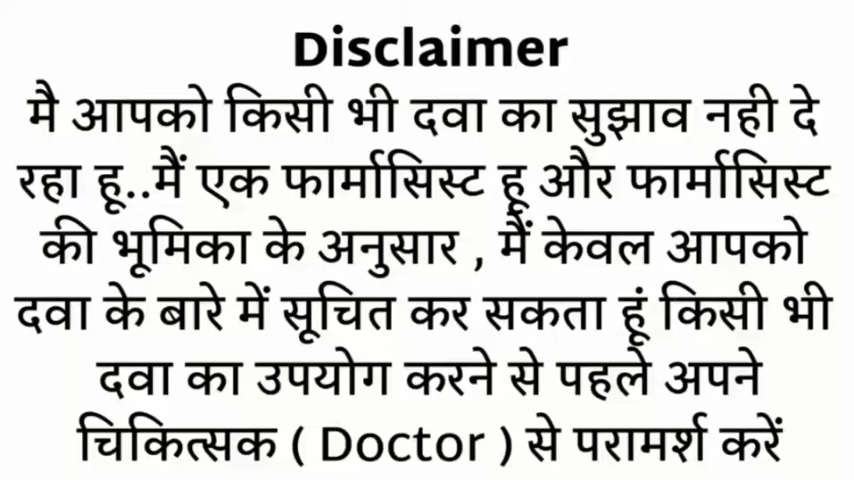 Disclaimer
मै आपको किसी भी दवा का सुझाव नही दे
रहा हू..मैं एक फार्मासिस्ट हू और फार्मासिस्ट
की भूमिका के अनुसार , मैं केवल आपको
दवा के बारे में सूचित कर सकता हूं किसी भी
दवा का उपयोग करने से पहले अपने
चिकित्सक ( Doctor ) से परामर्श करें